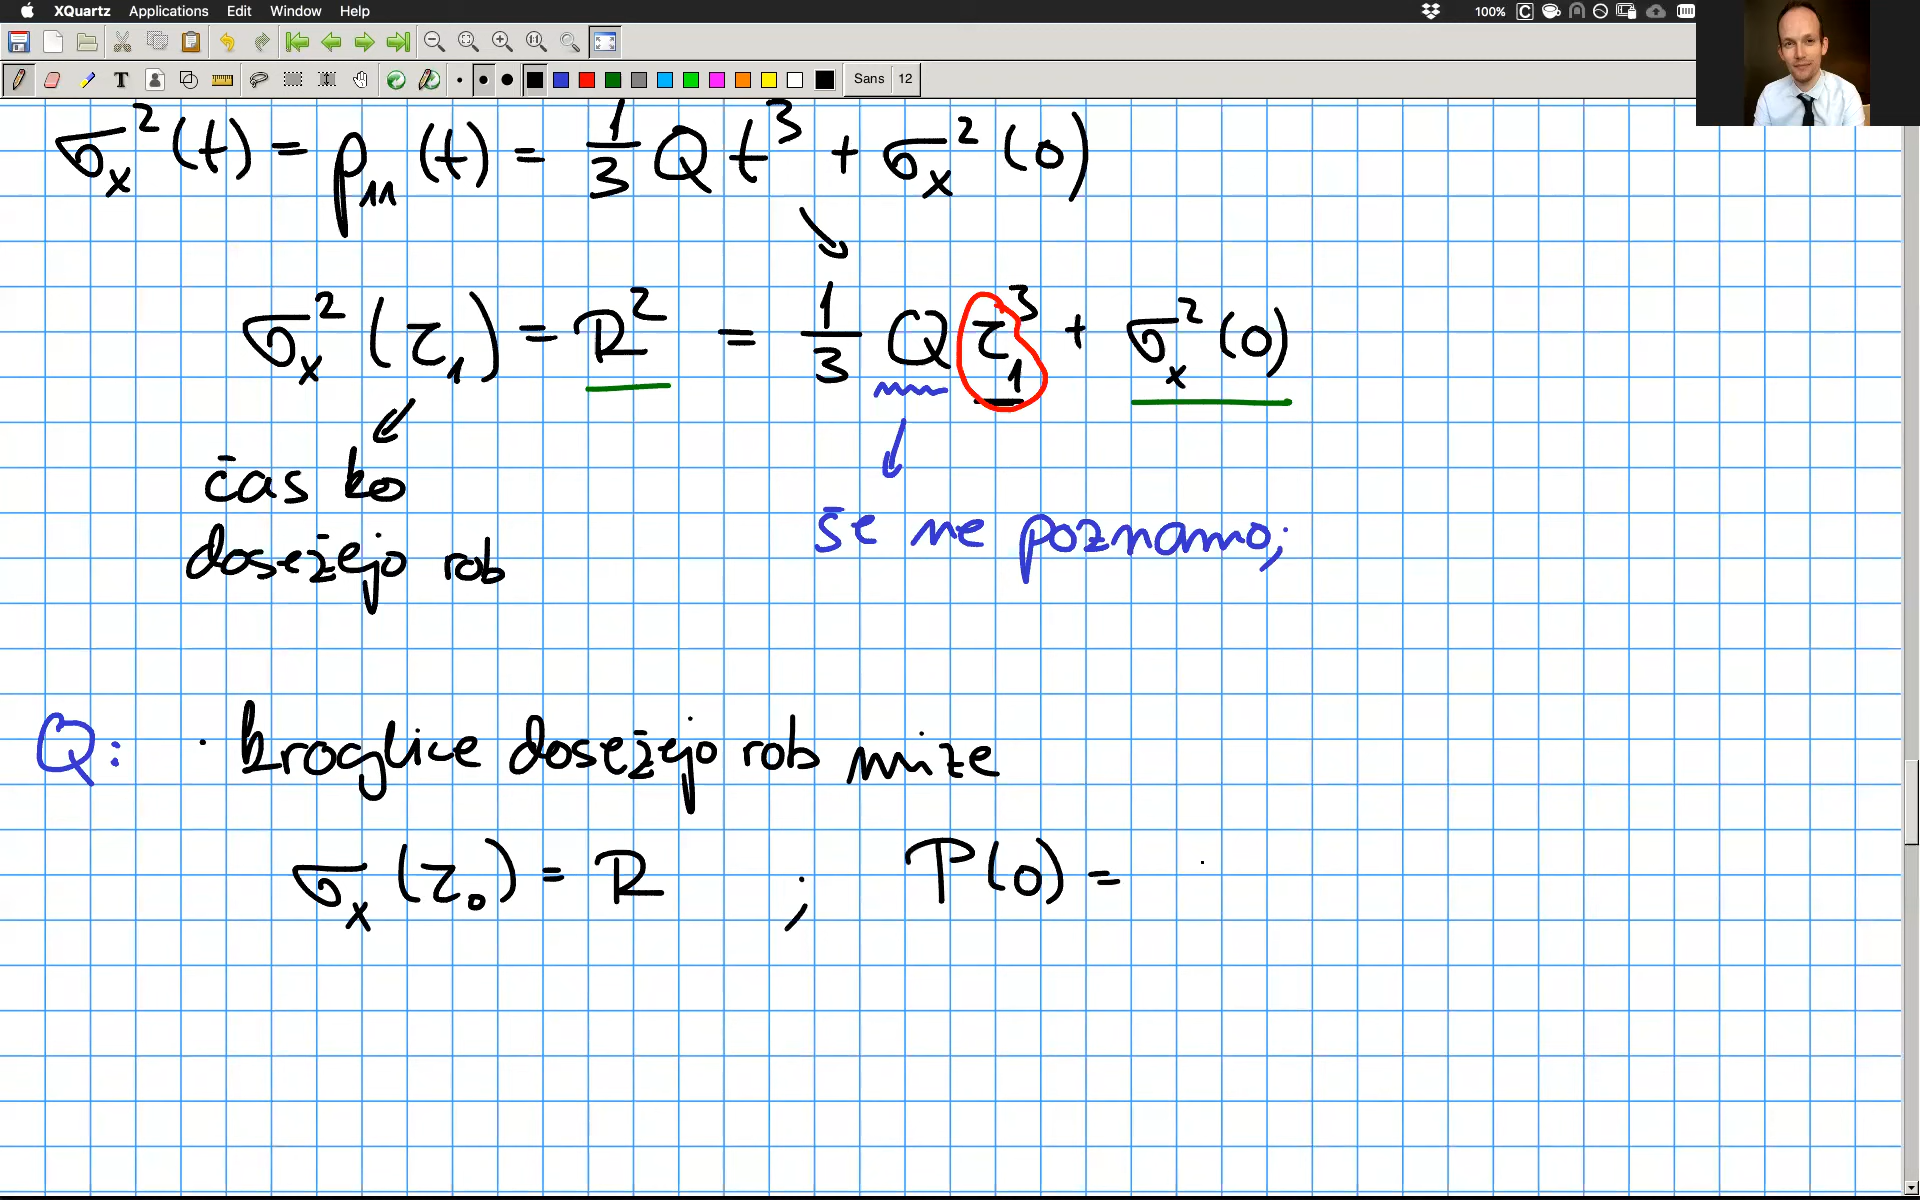 XQuartz Applications Edit Window Help 100%
T Sans 12
σₓ²(t) = p₁₁(t) = 1/3 Q t³ + σₓ²(0)
σₓ²(τ₁) = R² = 1/3 Q τ₁³ + σₓ²(0)
čas ko
dosežejo rob
še ne poznamo;
Q: · kroglice dosežejo rob mize
σₓ(τ₀) = R ; P(0) =